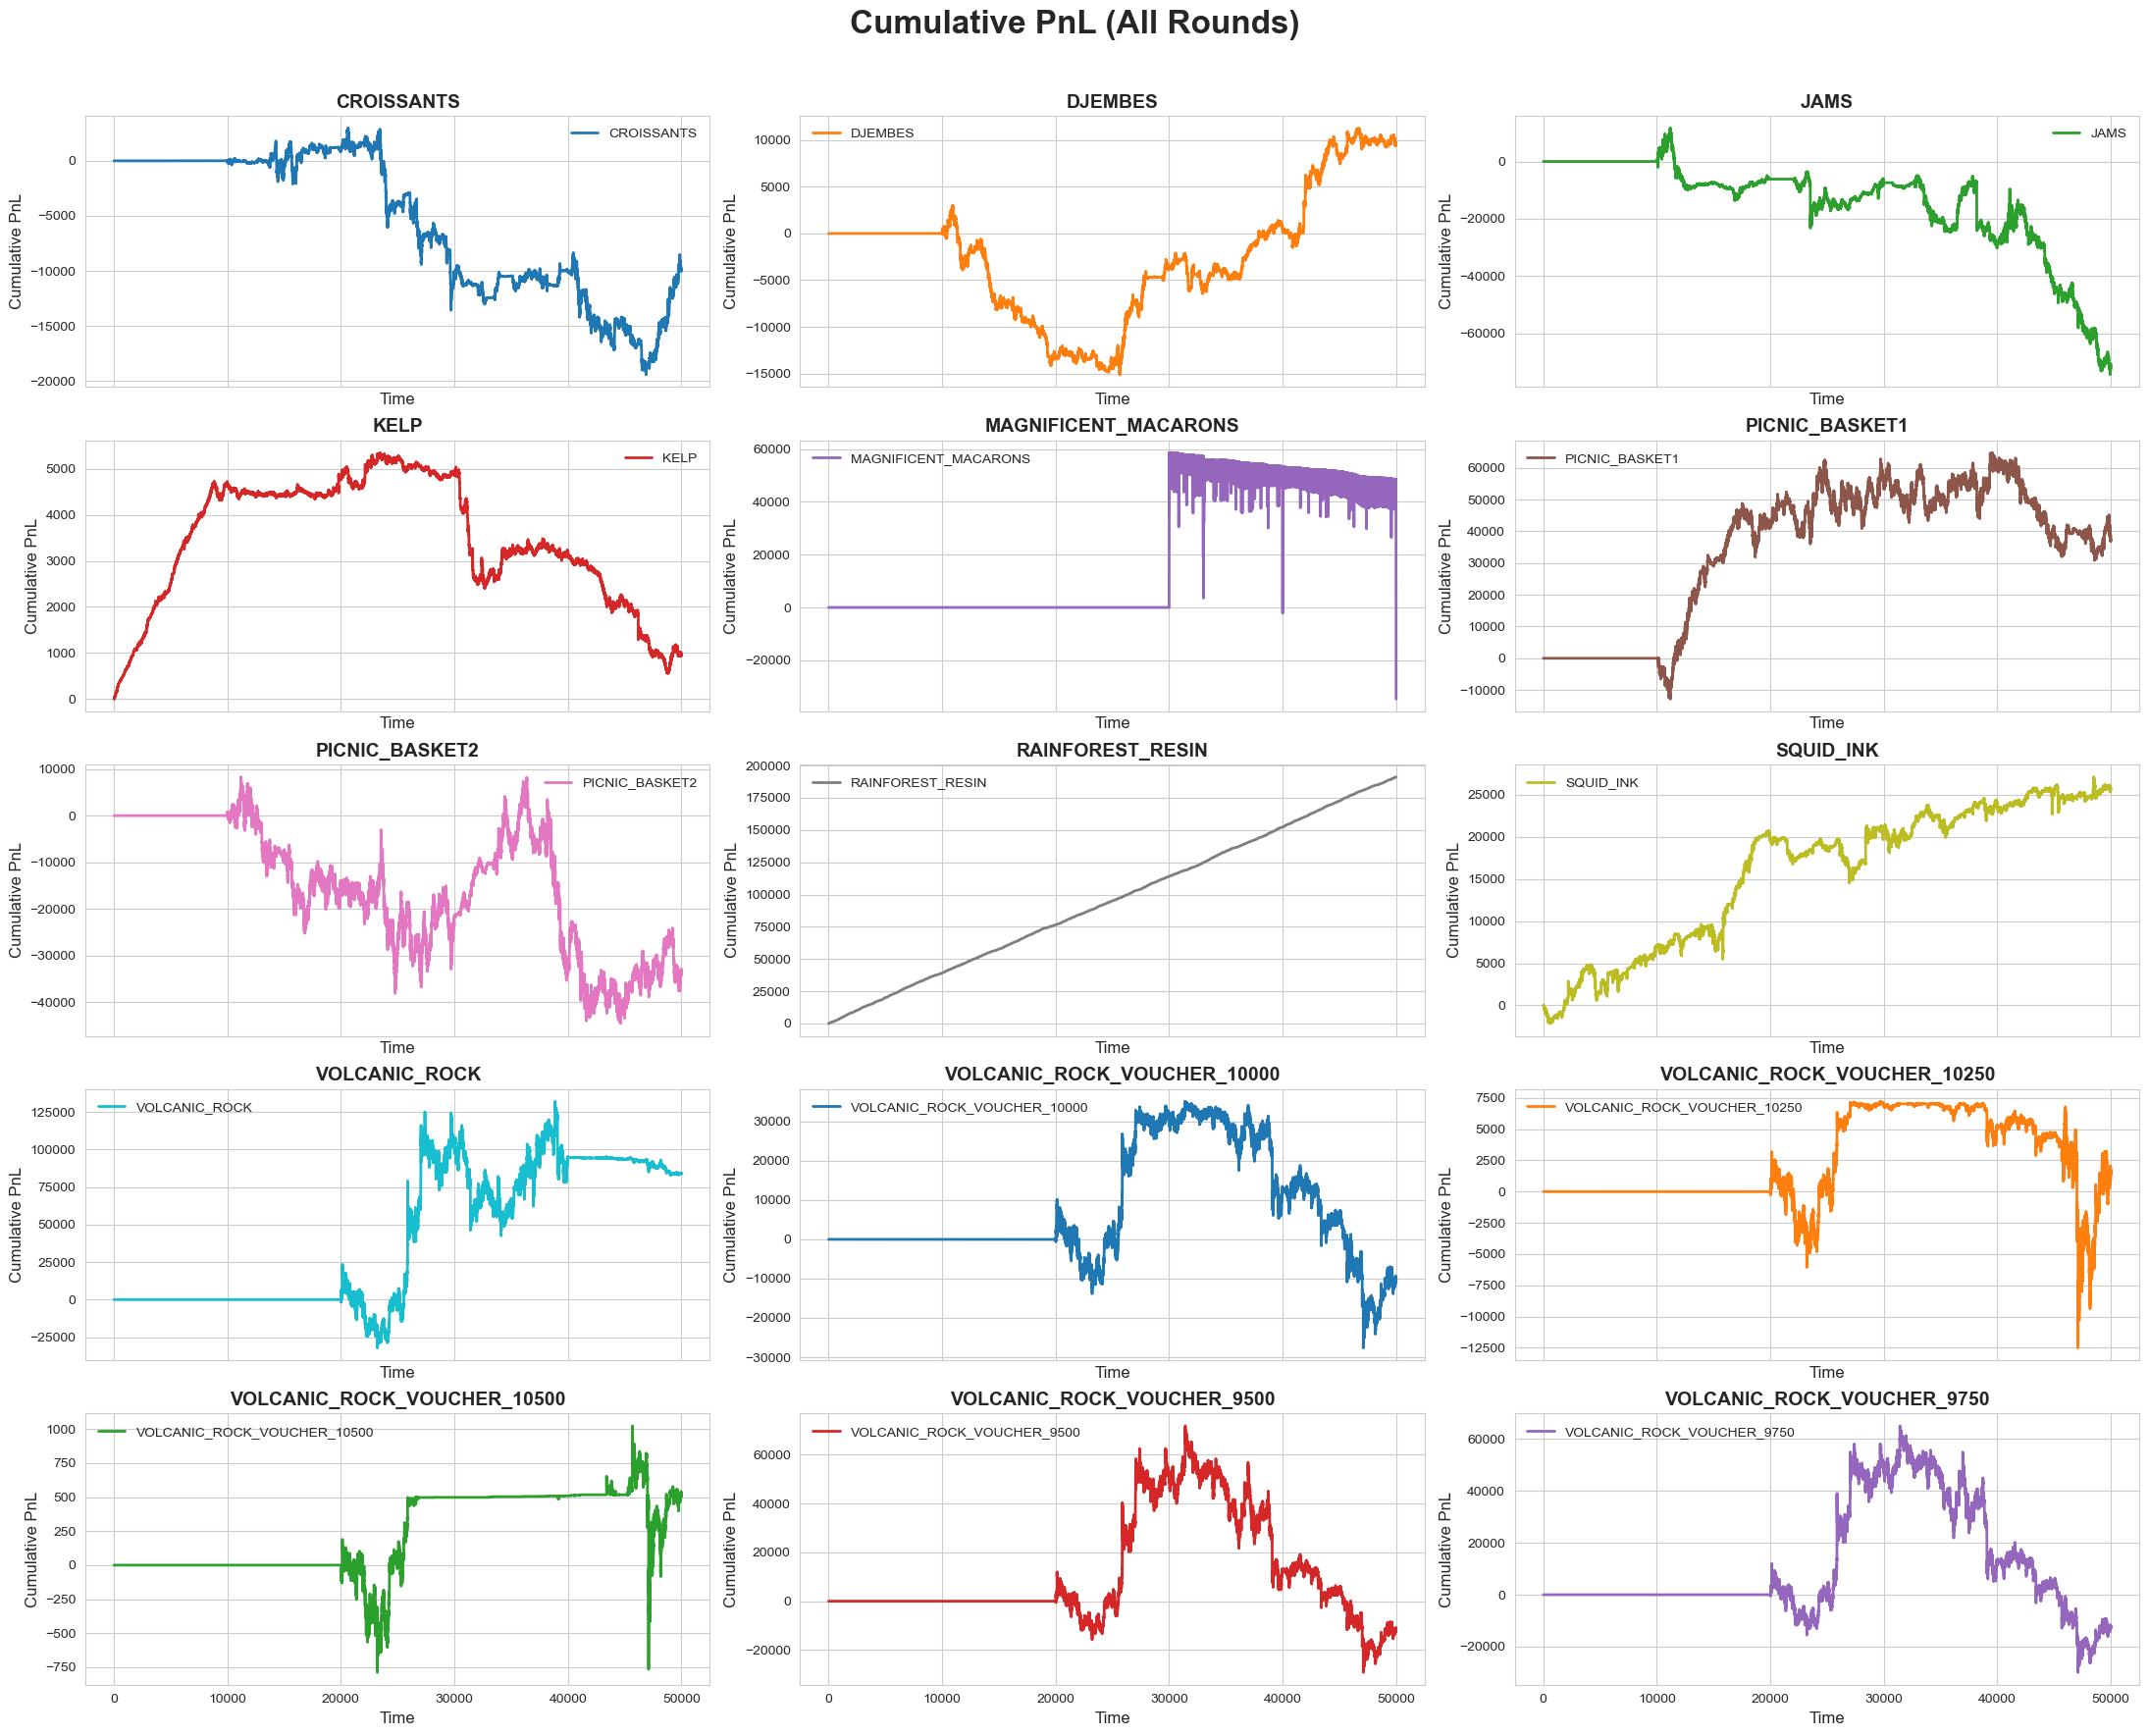 Cumulative PnL (All Rounds)
CROISSANTS
CROISSANTS
0
−5000
−10000
−15000
−20000
Cumulative PnL
Time
DJEMBES
DJEMBES
10000
5000
0
−5000
−10000
−15000
Cumulative PnL
Time
JAMS
JAMS
0
−20000
−40000
−60000
Cumulative PnL
Time
KELP
KELP
5000
4000
3000
2000
1000
0
Cumulative PnL
Time
MAGNIFICENT_MACARONS
MAGNIFICENT_MACARONS
60000
40000
20000
0
−20000
Cumulative PnL
Time
PICNIC_BASKET1
PICNIC_BASKET1
60000
50000
40000
30000
20000
10000
0
−10000
Cumulative PnL
Time
PICNIC_BASKET2
PICNIC_BASKET2
10000
0
−10000
−20000
−30000
−40000
Cumulative PnL
Time
RAINFOREST_RESIN
RAINFOREST_RESIN
200000
175000
150000
125000
100000
75000
50000
25000
0
Cumulative PnL
Time
SQUID_INK
SQUID_INK
25000
20000
15000
10000
5000
0
Cumulative PnL
Time
VOLCANIC_ROCK
VOLCANIC_ROCK
125000
100000
75000
50000
25000
0
−25000
Cumulative PnL
Time
VOLCANIC_ROCK_VOUCHER_10000
VOLCANIC_ROCK_VOUCHER_10000
30000
20000
10000
0
−10000
−20000
−30000
Cumulative PnL
Time
VOLCANIC_ROCK_VOUCHER_10250
VOLCANIC_ROCK_VOUCHER_10250
7500
5000
2500
0
−2500
−5000
−7500
−10000
−12500
Cumulative PnL
Time
VOLCANIC_ROCK_VOUCHER_10500
VOLCANIC_ROCK_VOUCHER_10500
1000
750
500
250
0
−250
−500
−750
Cumulative PnL
0 10000 20000 30000 40000 50000
Time
VOLCANIC_ROCK_VOUCHER_9500
VOLCANIC_ROCK_VOUCHER_9500
60000
40000
20000
0
−20000
Cumulative PnL
0 10000 20000 30000 40000 50000
Time
VOLCANIC_ROCK_VOUCHER_9750
VOLCANIC_ROCK_VOUCHER_9750
60000
40000
20000
0
−20000
Cumulative PnL
0 10000 20000 30000 40000 50000
Time